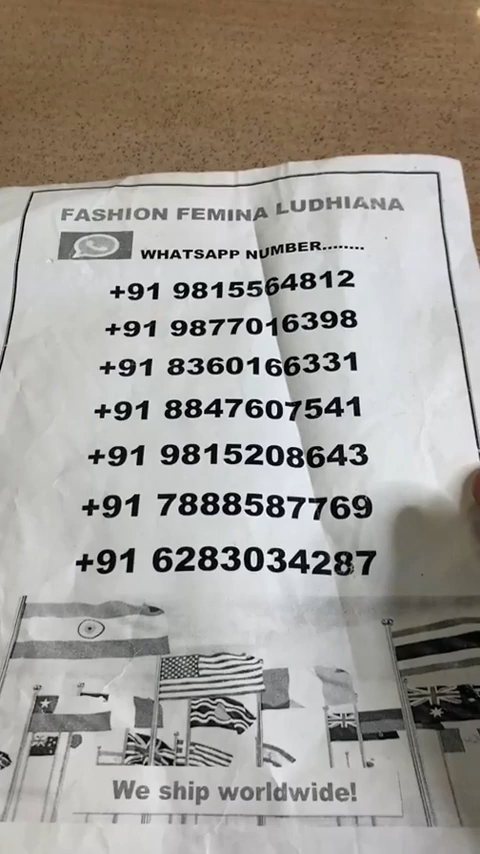 FASHION FEMINA LUDHIANA
WHATSAPP NUMBER........
+91 9815564812
+91 9877016398
+91 8360166331
+91 8847607541
+91 9815208643
+91 7888587769
+91 6283034287
We ship worldwide!